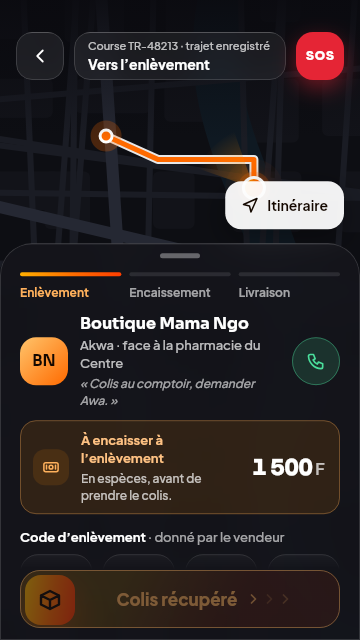 Course TR-48213 · trajet enregistré
Vers l’enlèvement
SOS
Itinéraire
Enlèvement
Encaissement
Livraison
Boutique Mama Ngo
BN
Akwa · face à la pharmacie du
Centre
« Colis au comptoir, demander
Awa. »
À encaisser à
l’enlèvement
En espèces, avant de
prendre le colis.
1 500 F
Code d’enlèvement · donné par le vendeur
Colis récupéré